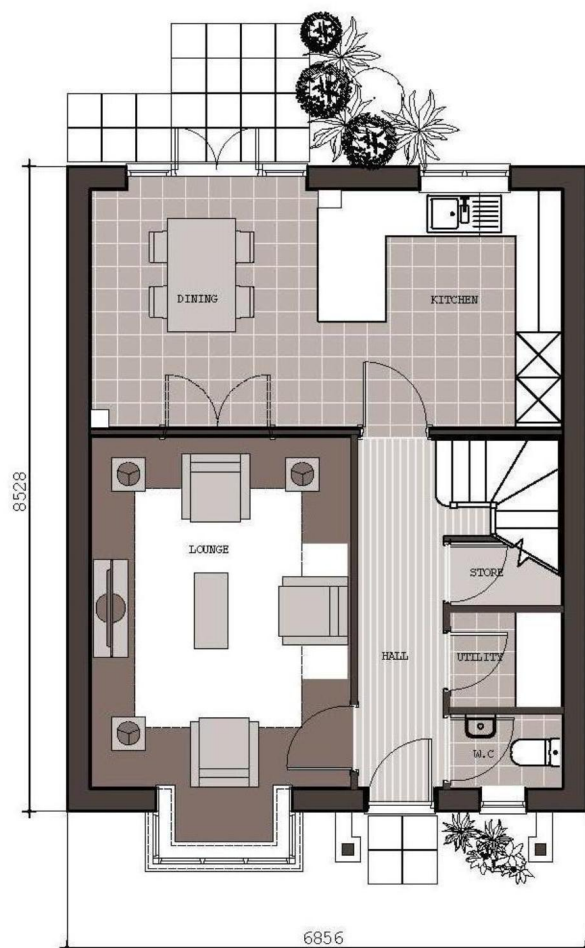 DINING
KITCHEN
8528
LOUNGE
STORE
HALL
UTILITY
W.C
6856